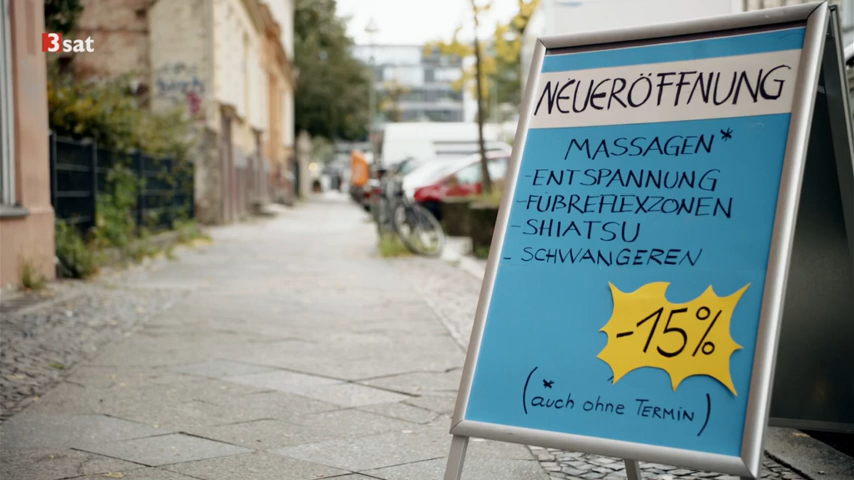 3sat
NEUERÖFFNUNG
MASSAGEN*
-ENTSPANNUNG
-FUßREFLEXZONEN
-SHIATSU
- SCHWANGEREN
-15%
(*auch ohne TERMIN)